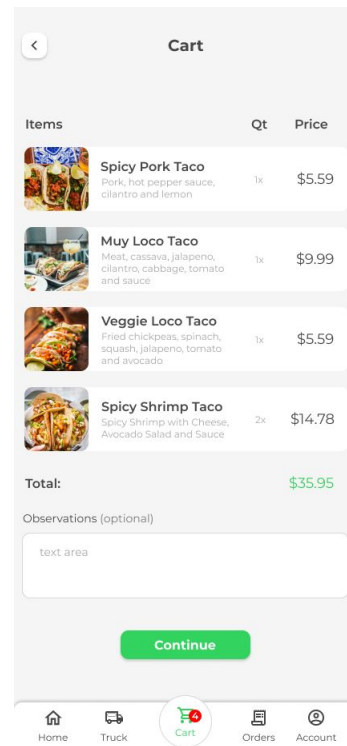 Cart
Items Qt Price
Spicy Pork Taco
Pork, hot pepper sauce,
cilantro and lemon
1x $5.59
Muy Loco Taco
Meat, cassava, jalapeno,
cilantro, cabbage, tomato
and sauce
1x $9.99
Veggie Loco Taco
Fried chickpeas, spinach,
squash, jalapeno, tomato
and avocado
1x $5.59
Spicy Shrimp Taco
Spicy Shrimp with Cheese,
Avocado Salad and Sauce
2x $14.78
Total: $35.95
Observations (optional)
text area
Continue
4
Home Truck Cart Orders Account